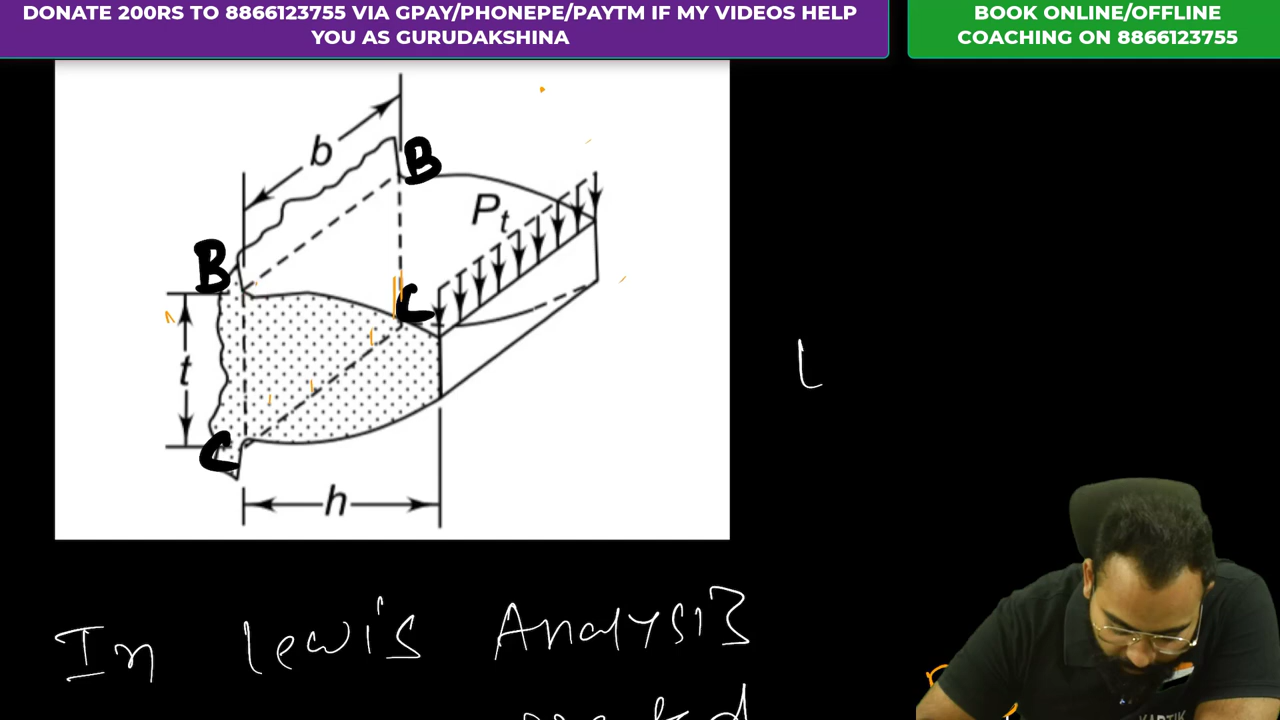 DONATE 200RS TO 8866123755 VIA GPAY/PHONEPE/PAYTM IF MY VIDEOS HELP
YOU AS GURUDAKSHINA
BOOK ONLINE/OFFLINE
COACHING ON 8866123755
b
B
P_t
B
C
t
C
h
In Lewis Analysis